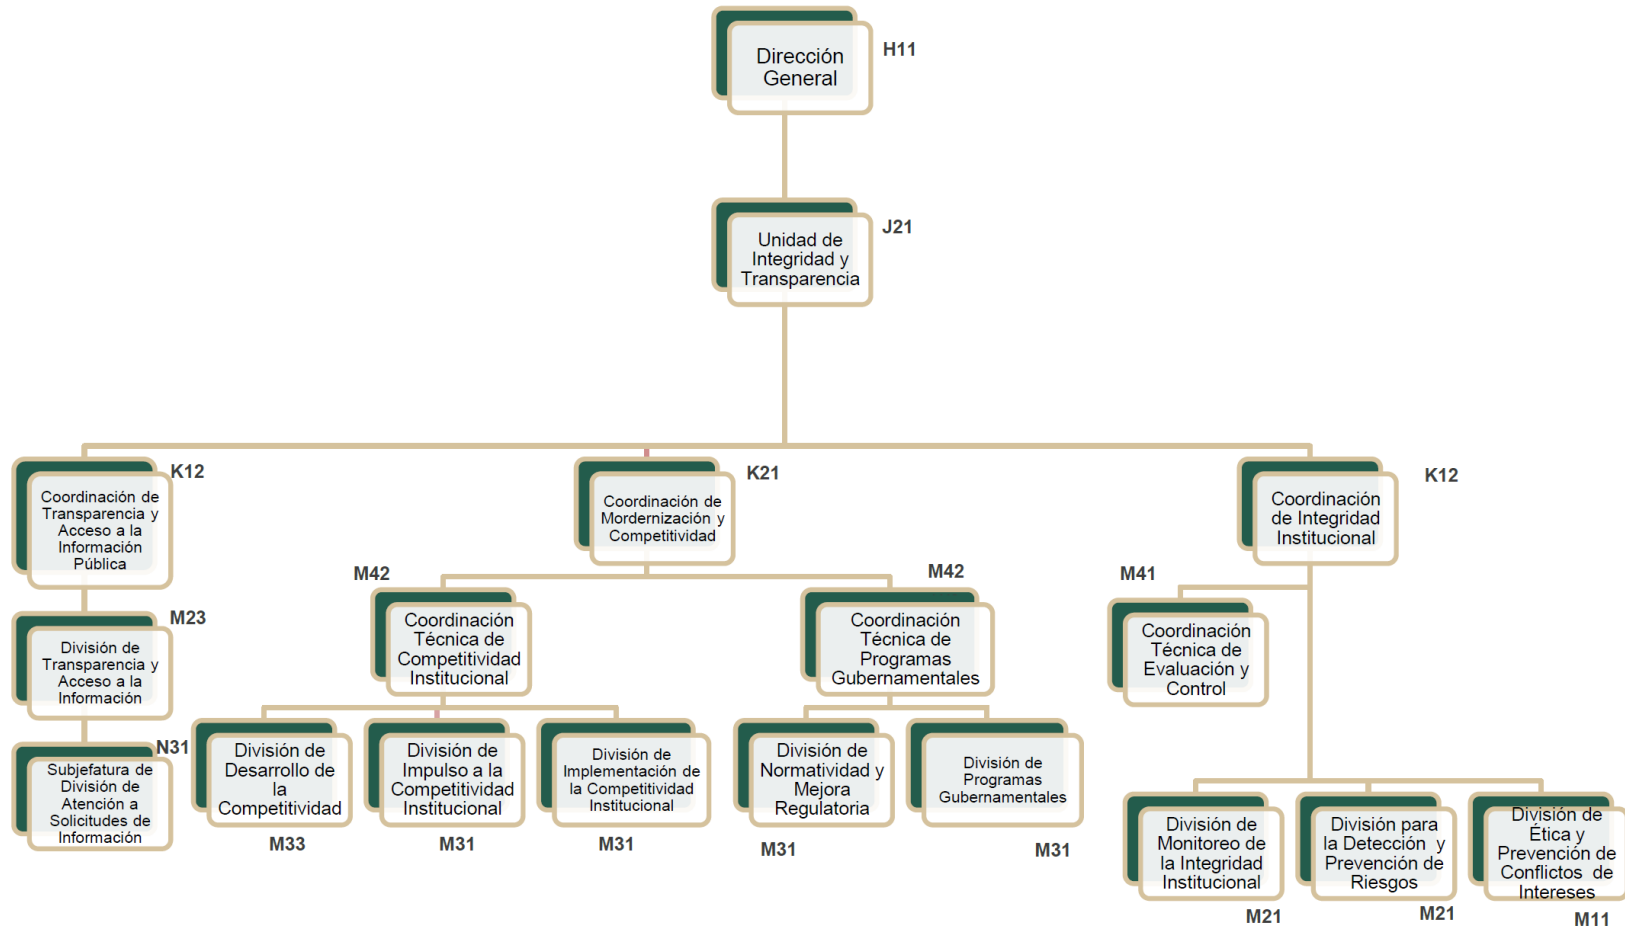 Dirección
General
H11
Unidad de
Integridad y
Transparencia
J21
Coordinación de
Transparencia y
Acceso a la
Información
Pública
K12
Coordinación de
Mordernización y
Competitividad
K21
Coordinación
de Integridad
Institucional
K12
División de
Transparencia y
Acceso a la
Información
M23
Subjefatura de
División de
Atención a
Solicitudes de
Información
N31
M42
Coordinación
Técnica de
Competitividad
Institucional
M42
Coordinación
Técnica de
Programas
Gubernamentales
M41
Coordinación
Técnica de
Evaluación y
Control
División de
Desarrollo de
la
Competitividad
M33
División de
Impulso a la
Competitividad
Institucional
M31
División de
Implementación de
la Competitividad
Institucional
M31
División de
Normatividad y
Mejora
Regulatoria
M31
División de
Programas
Gubernamentales
M31
División de
Monitoreo de
la Integridad
Institucional
M21
División para
la Detección y
Prevención de
Riesgos
M21
División de
Ética y
Prevención de
Conflictos de
Intereses
M11